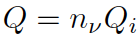 Q = n_ν Q_i